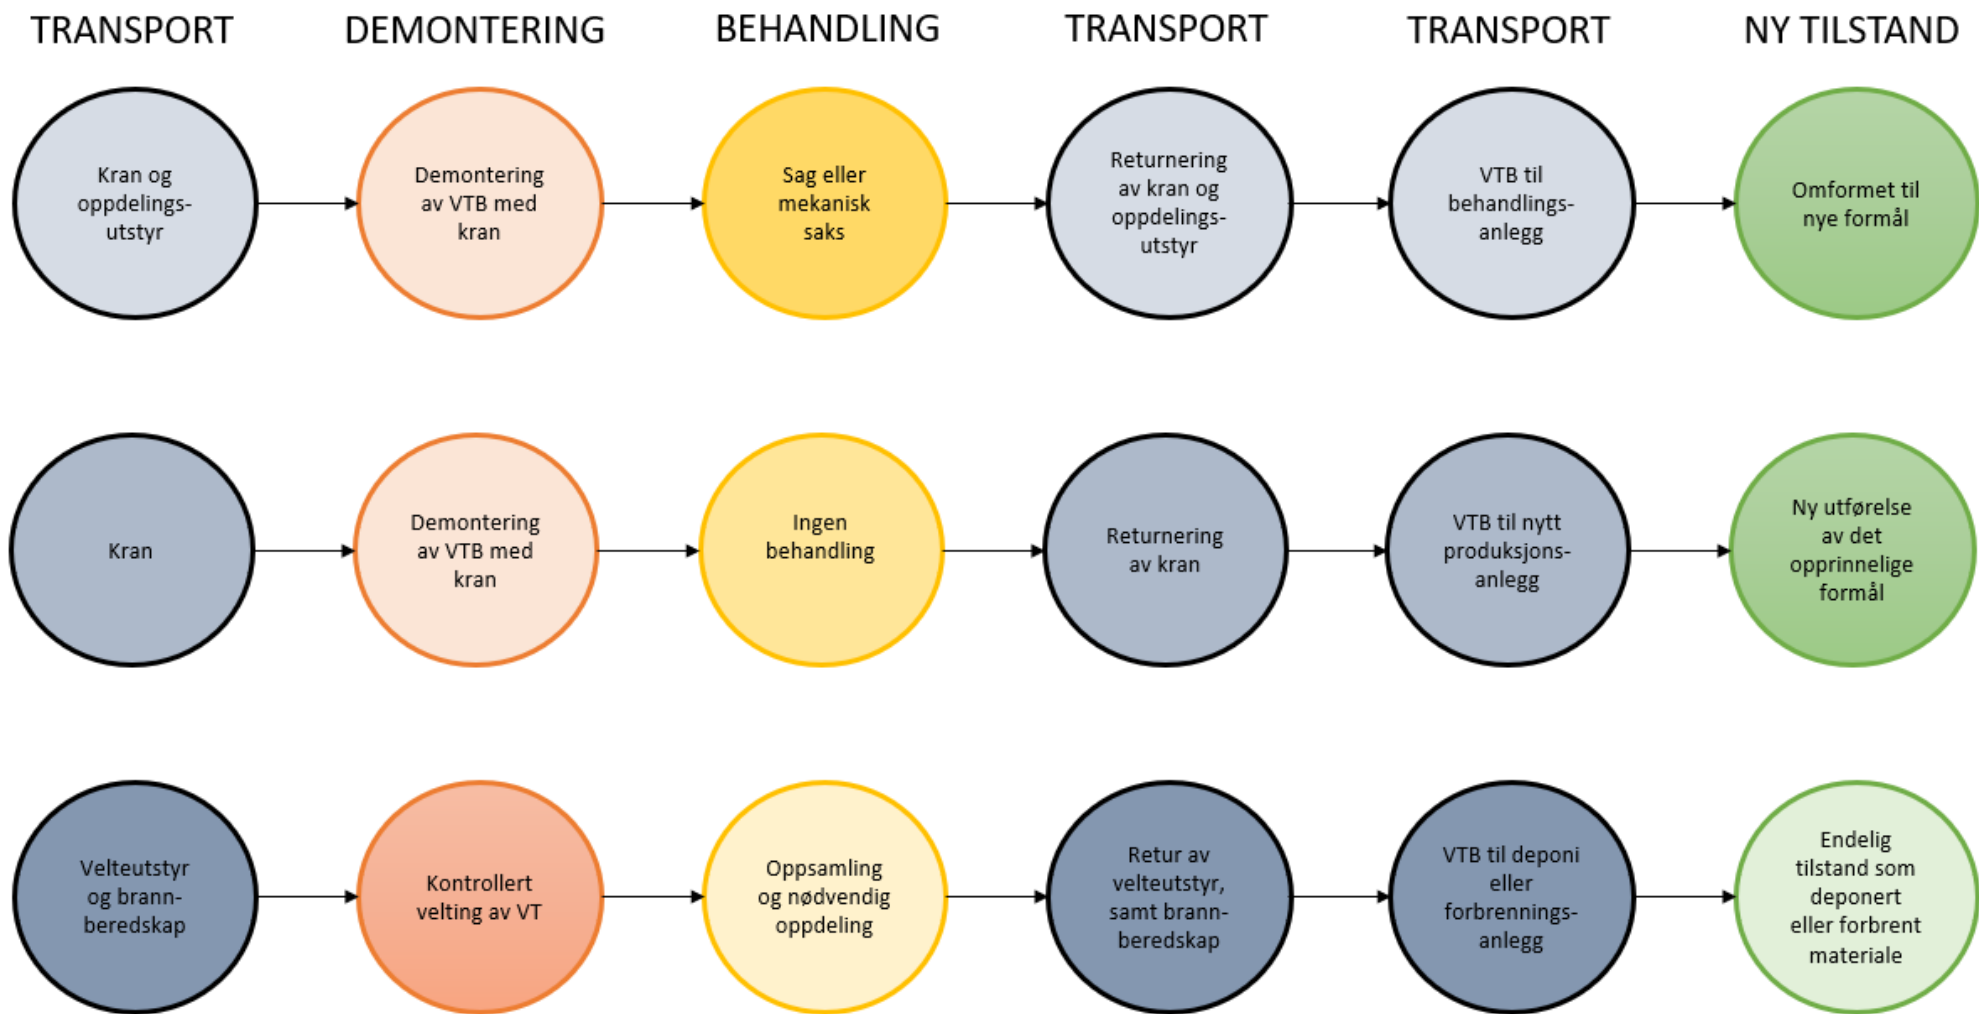 TRANSPORT
DEMONTERING
BEHANDLING
TRANSPORT
TRANSPORT
NY TILSTAND
Kran og
oppdelings-
utstyr
Demontering
av VTB med
kran
Sag eller
mekanisk
saks
Returnering
av kran og
oppdelings-
utstyr
VTB til
behandlings-
anlegg
Omformet til
nye formål
Kran
Demontering
av VTB med
kran
Ingen
behandling
Returnering
av kran
VTB til nytt
produksjons-
anlegg
Ny utførelse
av det
opprinnelige
formål
Velteutstyr
og brann-
beredskap
Kontrollert
velting av VT
Oppsamling
og nødvendig
oppdeling
Retur av
velteutstyr,
samt brann-
beredskap
VTB til deponi
eller
forbrennings-
anlegg
Endelig
tilstand som
deponert
eller forbrent
materiale